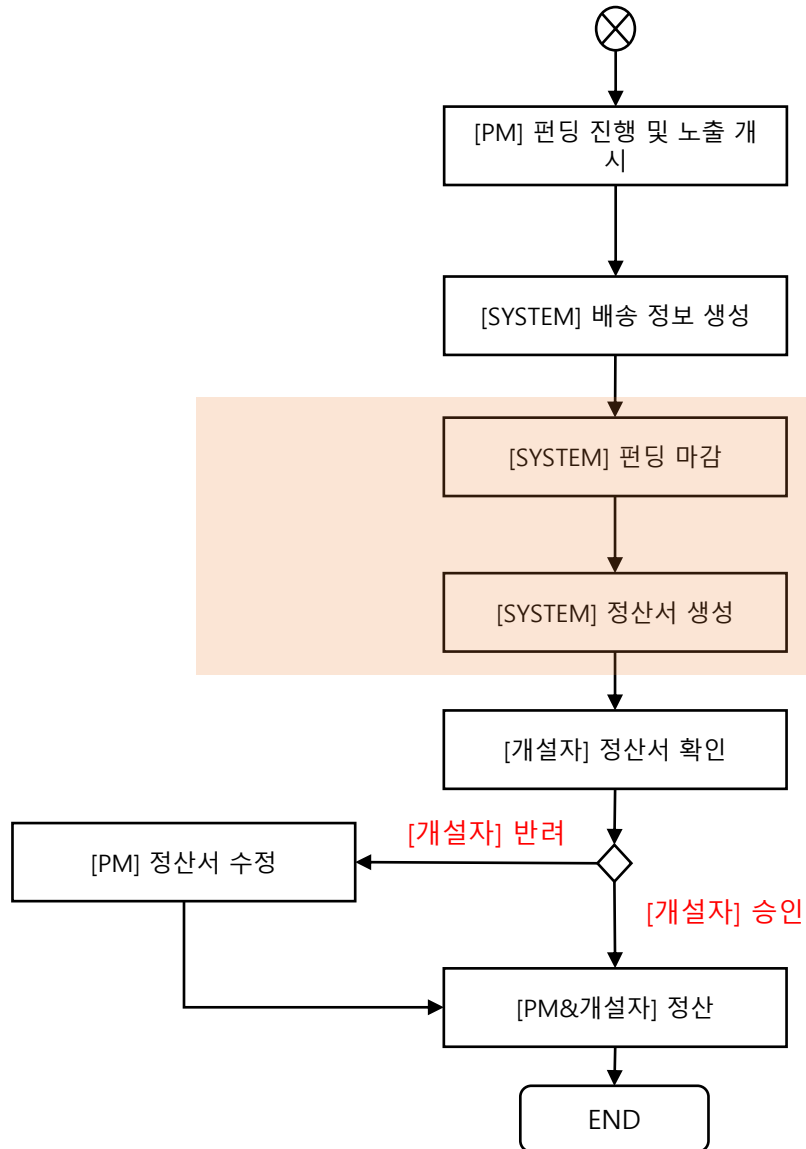 [PM] 펀딩 진행 및 노출 개
시
[SYSTEM] 배송 정보 생성
[SYSTEM] 펀딩 마감
[SYSTEM] 정산서 생성
[개설자] 정산서 확인
[개설자] 반려
[PM] 정산서 수정
[개설자] 승인
[PM&개설자] 정산
END